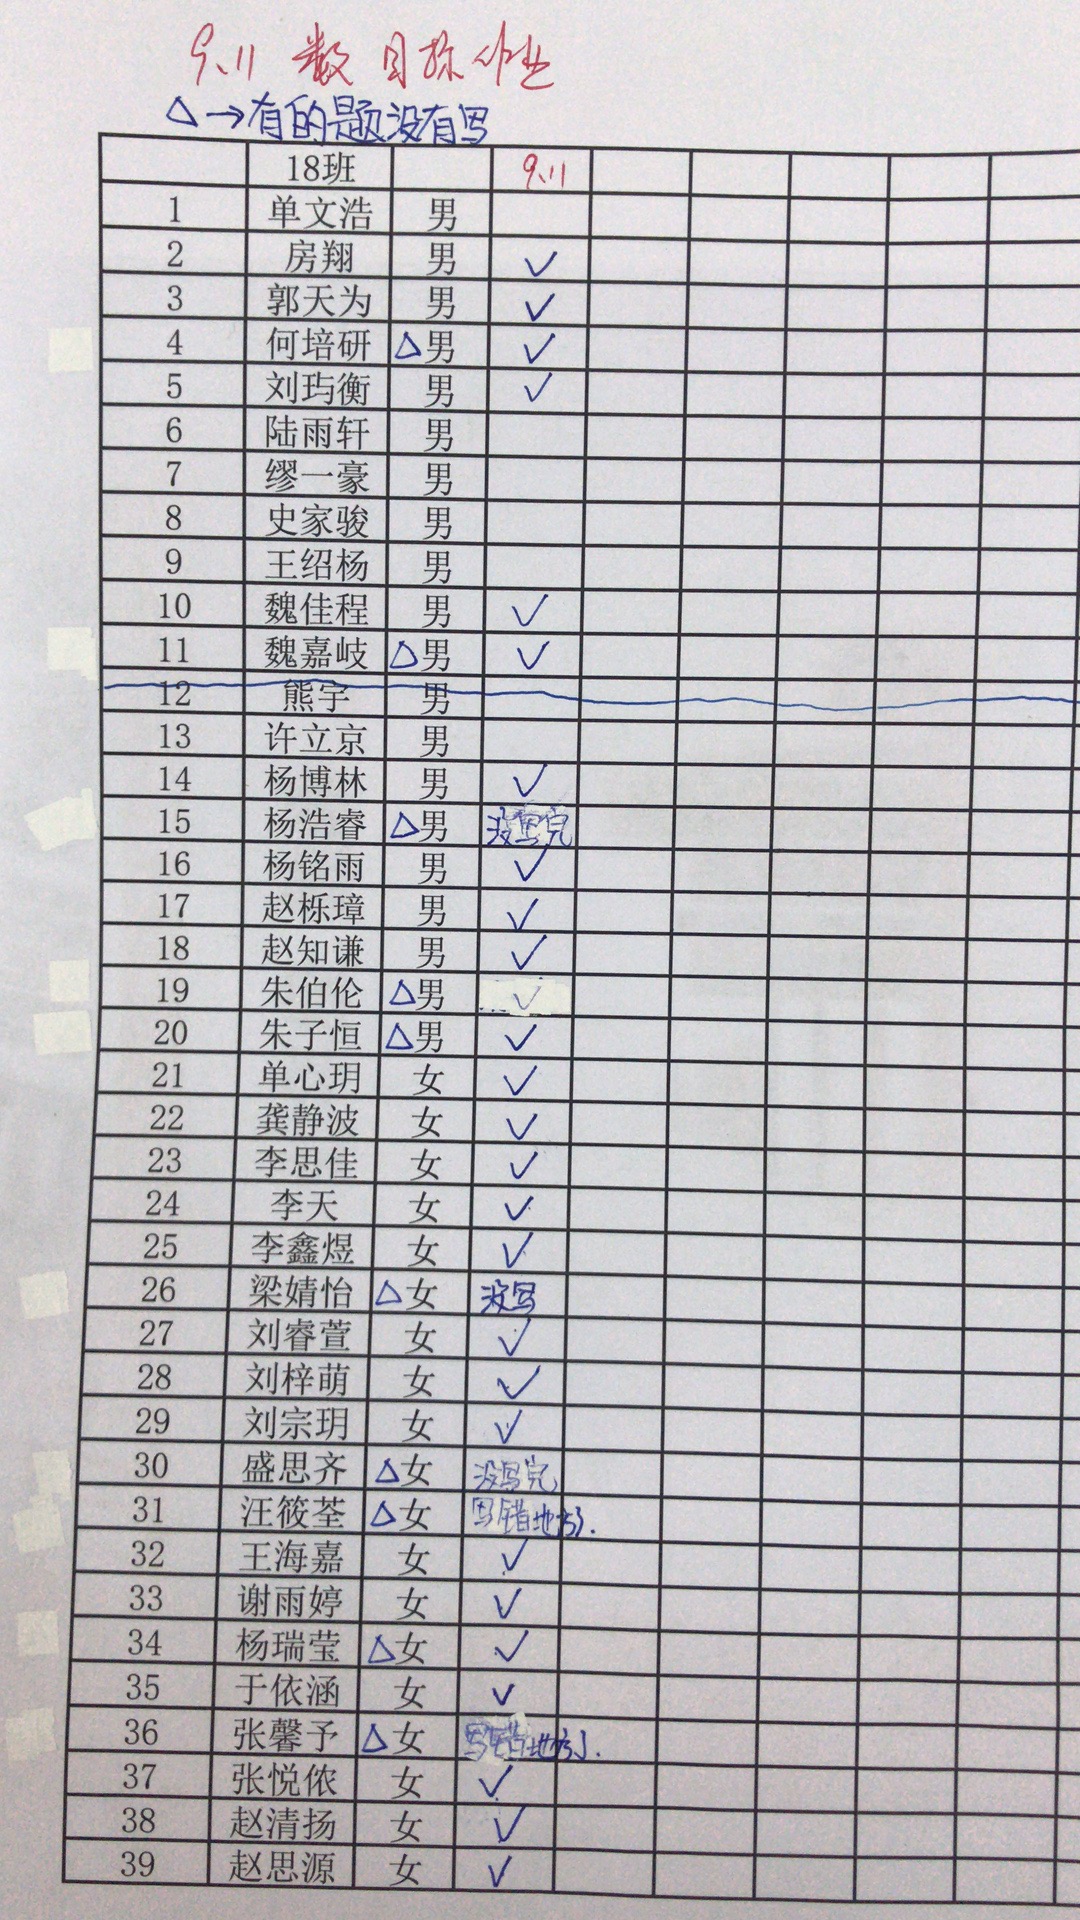 9.11 数目标作业
△→有的题没有写
18班 9.11
1 单文浩 男
2 房翔 男 ✓
3 郭天为 男 ✓
4 何培研 △男 ✓
5 刘玙衡 男 ✓
6 陆雨轩 男
7 缪一豪 男
8 史家骏 男
9 王绍杨 男
10 魏佳程 男 ✓
11 魏嘉岐 △男 ✓
12 熊宇 男
13 许立京 男
14 杨博林 男 ✓
15 杨浩睿 △男 没写完
16 杨铭雨 男 ✓
17 赵栎璋 男 ✓
18 赵知谦 男 ✓
19 朱伯伦 △男 ✓
20 朱子恒 △男 ✓
21 单心玥 女 ✓
22 龚静波 女 ✓
23 李思佳 女 ✓
24 李天 女 ✓
25 李鑫煜 女 ✓
26 梁婧怡 △女 没写
27 刘睿萱 女 ✓
28 刘梓萌 女 ✓
29 刘宗玥 女 ✓
30 盛思齐 △女 没写完
31 汪筱荃 △女 写错地方.
32 王海嘉 女 ✓
33 谢雨婷 女 ✓
34 杨瑞莹 △女 ✓
35 于依涵 女 ✓
36 张馨予 △女 写错地方.
37 张悦侬 女 ✓
38 赵清扬 女 ✓
39 赵思源 女 ✓